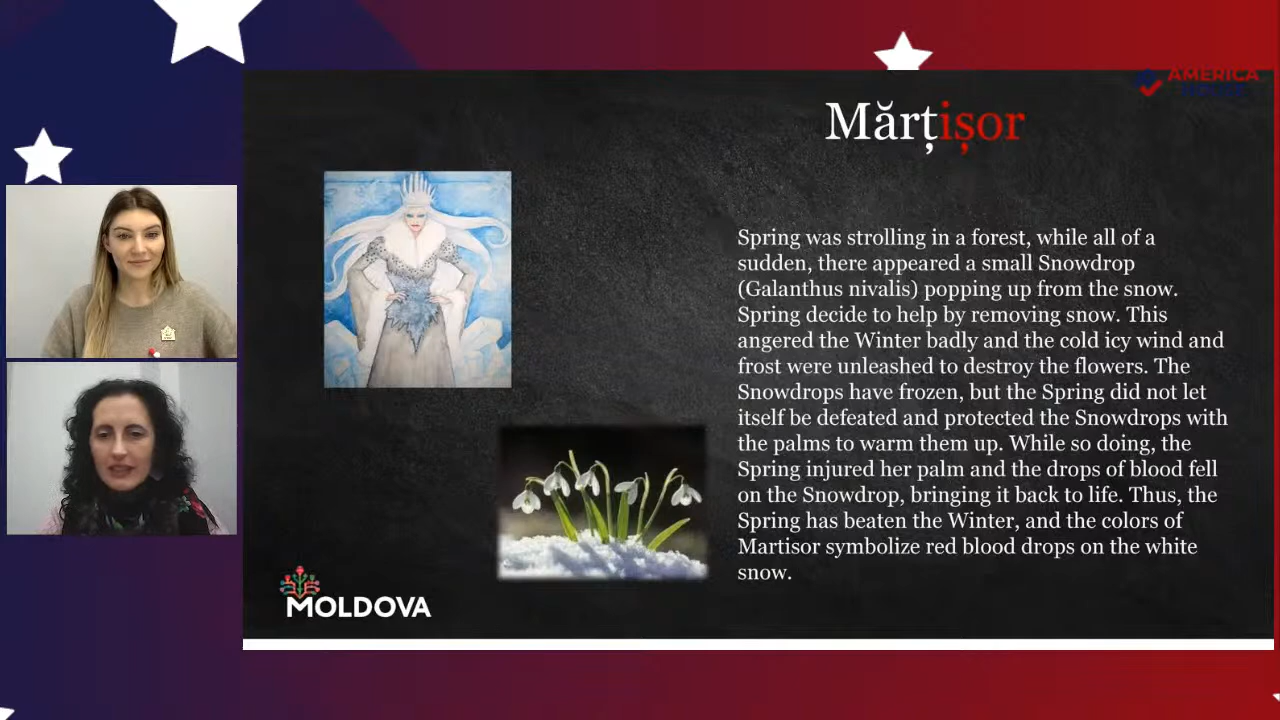 AMERICA
HOUSE
Mărțișor
Spring was strolling in a forest, while all of a
sudden, there appeared a small Snowdrop
(Galanthus nivalis) popping up from the snow.
Spring decide to help by removing snow. This
angered the Winter badly and the cold icy wind and
frost were unleashed to destroy the flowers. The
Snowdrops have frozen, but the Spring did not let
itself be defeated and protected the Snowdrops with
the palms to warm them up. While so doing, the
Spring injured her palm and the drops of blood fell
on the Snowdrop, bringing it back to life. Thus, the
Spring has beaten the Winter, and the colors of
Martisor symbolize red blood drops on the white
snow.
MOLDOVA